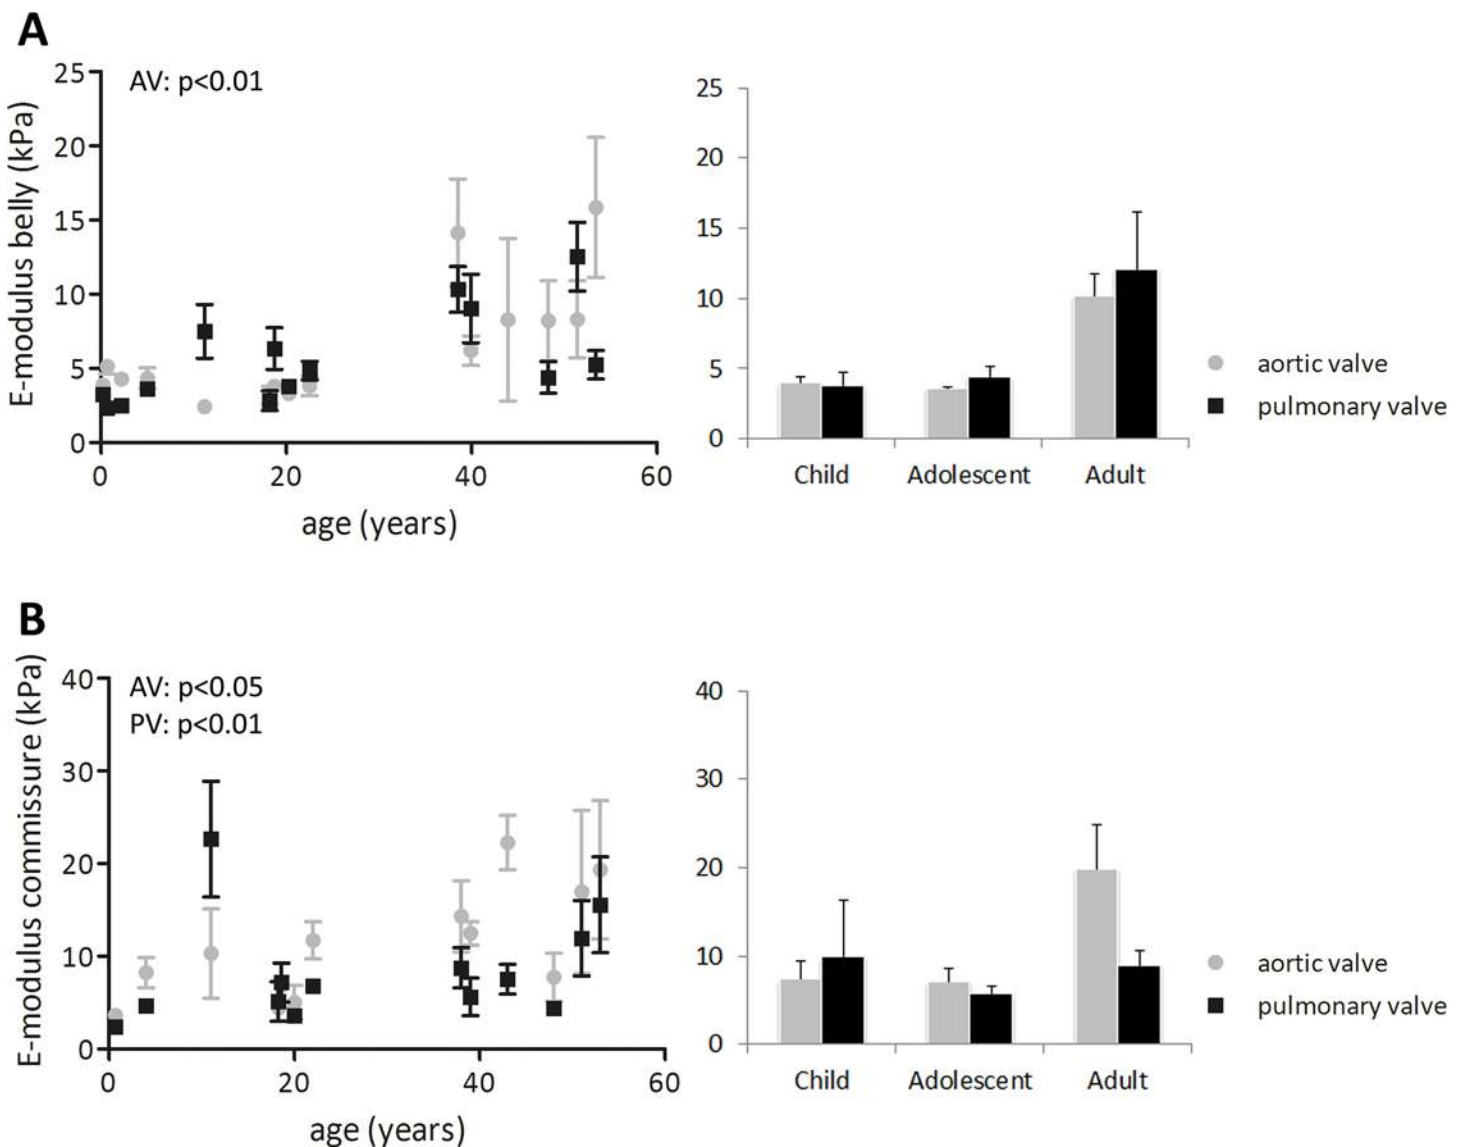 A
AV: p<0.01
E-modulus belly (kPa)
25
20
15
10
5
0
0 20 40 60
age (years)
25
20
15
10
5
0
Child Adolescent Adult
aortic valve
pulmonary valve
B
AV: p<0.05
PV: p<0.01
E-modulus commissure (kPa)
40
30
20
10
0
0 20 40 60
age (years)
40
30
20
10
0
Child Adolescent Adult
aortic valve
pulmonary valve